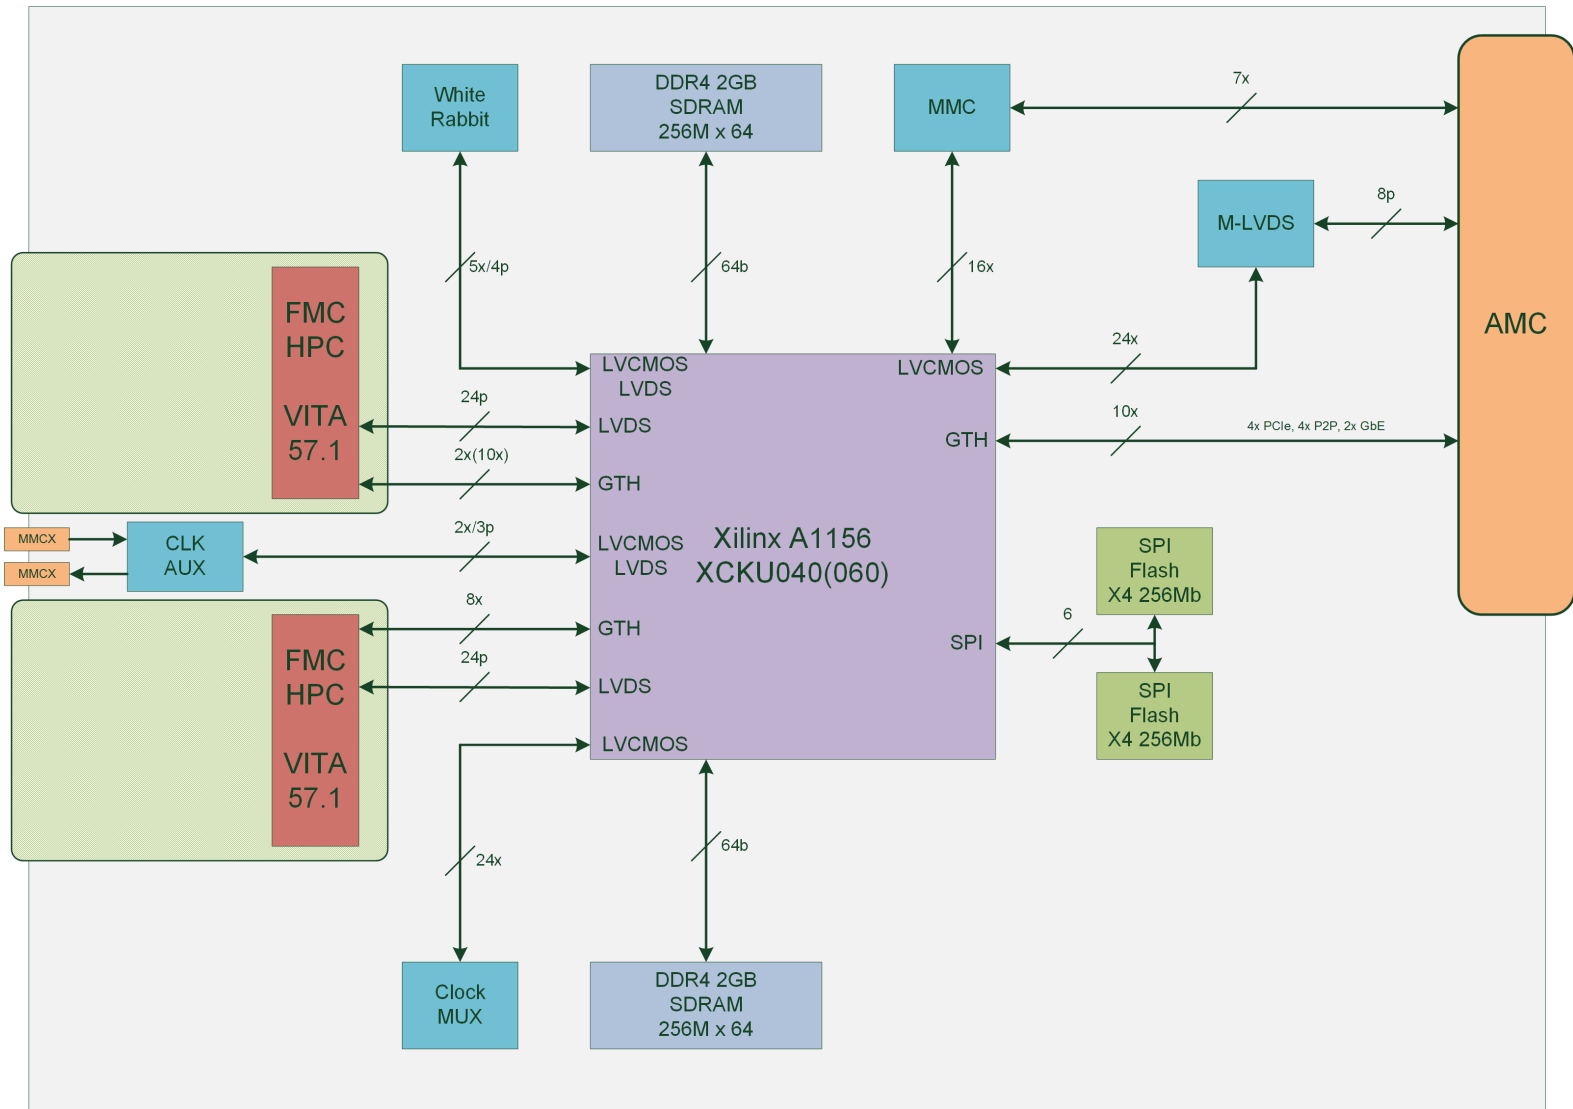 White
Rabbit
DDR4 2GB
SDRAM
256M x 64
MMC
7x
M-LVDS
8p
AMC
5x/4p
64b
16x
24x
FMC
HPC
VITA
57.1
LVCMOS
LVDS
LVCMOS
24p
LVDS
10x
4x PCIe, 4x P2P, 2x GbE
GTH
2x(10x)
GTH
MMCX
MMCX
CLK
AUX
2x/3p
LVCMOS
LVDS
Xilinx A1156
XCKU040(060)
SPI
Flash
X4 256Mb
8x
GTH
6
SPI
FMC
HPC
VITA
57.1
24p
LVDS
SPI
Flash
X4 256Mb
LVCMOS
24x
64b
Clock
MUX
DDR4 2GB
SDRAM
256M x 64